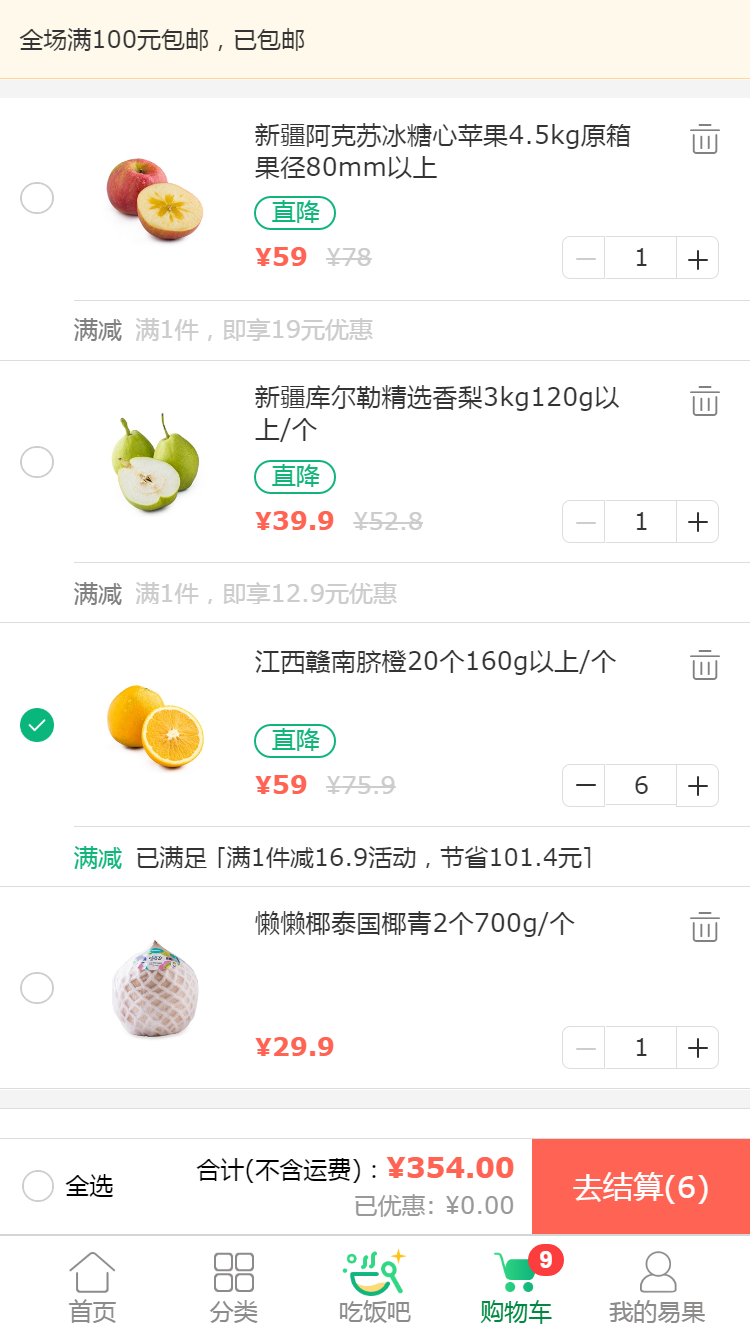 全场满100元包邮，已包邮
新疆阿克苏冰糖心苹果4.5kg原箱
果径80mm以上
直降
¥59 ¥78
1
满减 满1件，即享19元优惠
新疆库尔勒精选香梨3kg120g以
上/个
直降
¥39.9 ¥52.8
1
满减 满1件，即享12.9元优惠
江西赣南脐橙20个160g以上/个
直降
¥59 ¥75.9
6
满减 已满足「满1件减16.9活动，节省101.4元」
懒懒椰泰国椰青2个700g/个
¥29.9
1
全选
合计(不含运费)：¥354.00
已优惠: ¥0.00
去结算(6)
9
首页 分类 吃饭吧 购物车 我的易果